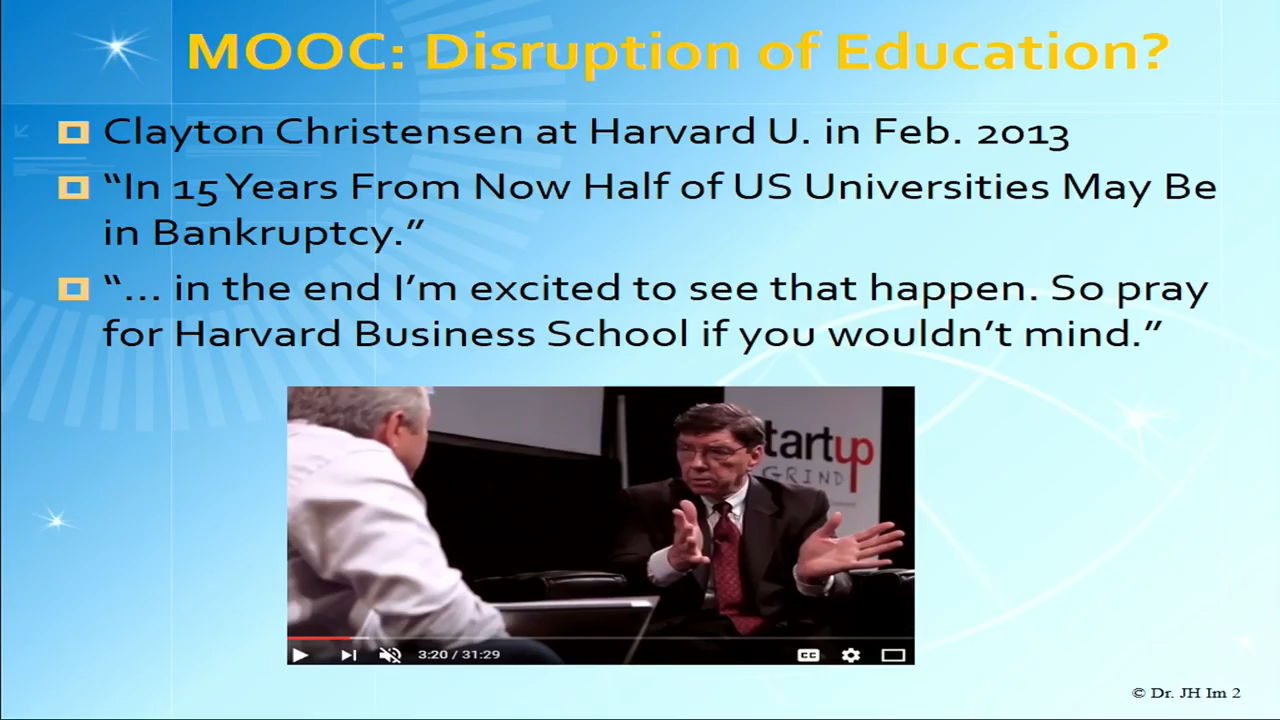 MOOC: Disruption of Education?
Clayton Christensen at Harvard U. in Feb. 2013
“In 15 Years From Now Half of US Universities May Be
in Bankruptcy.”
“... in the end I’m excited to see that happen. So pray
for Harvard Business School if you wouldn’t mind.”
tartup
GRIND
3:20 / 31:29
CC
© Dr. JH Im 2